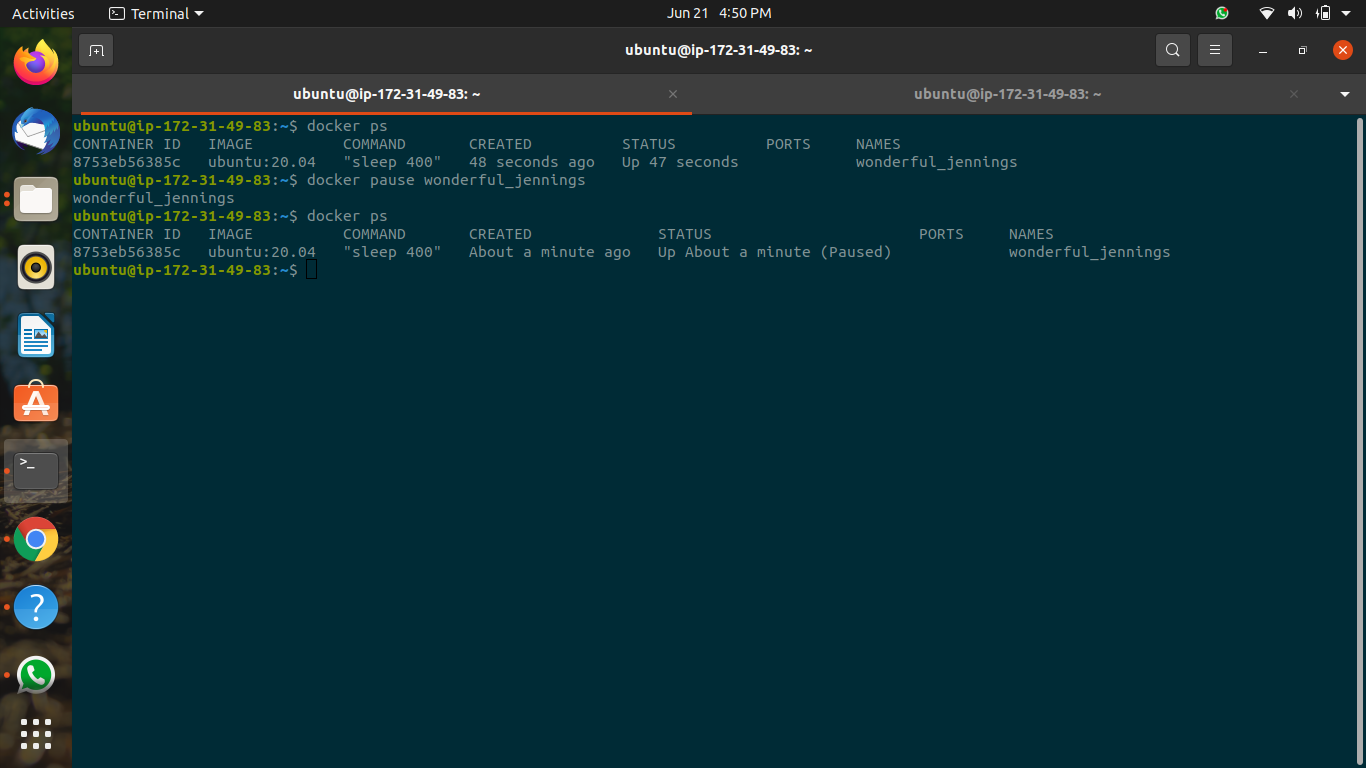 Activities Terminal Jun 21 4:50 PM
ubuntu@ip-172-31-49-83: ~
ubuntu@ip-172-31-49-83: ~ ubuntu@ip-172-31-49-83: ~
ubuntu@ip-172-31-49-83:~$ docker ps
CONTAINER ID IMAGE COMMAND CREATED STATUS PORTS NAMES
8753eb56385c ubuntu:20.04 "sleep 400" 48 seconds ago Up 47 seconds wonderful_jennings
ubuntu@ip-172-31-49-83:~$ docker pause wonderful_jennings
wonderful_jennings
ubuntu@ip-172-31-49-83:~$ docker ps
CONTAINER ID IMAGE COMMAND CREATED STATUS PORTS NAMES
8753eb56385c ubuntu:20.04 "sleep 400" About a minute ago Up About a minute (Paused) wonderful_jennings
ubuntu@ip-172-31-49-83:~$